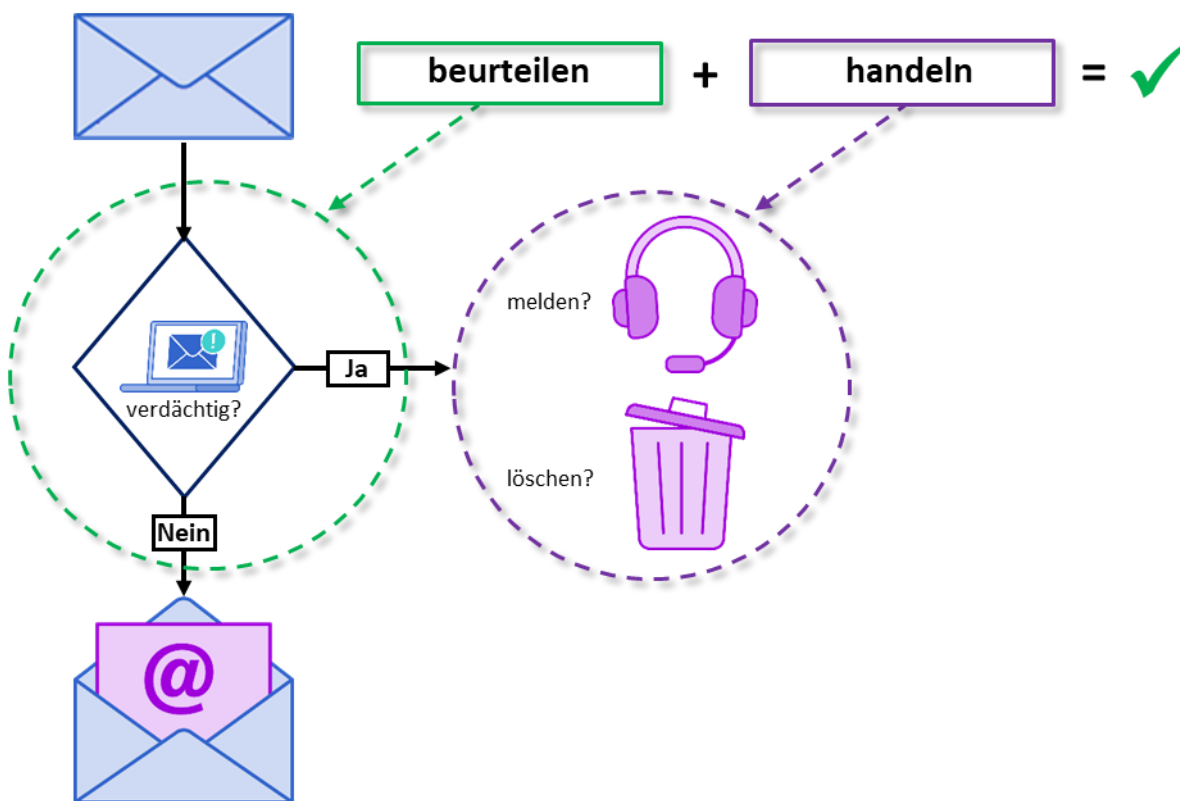 beurteilen + handeln =
melden?
Ja
verdächtig?
löschen?
Nein
@